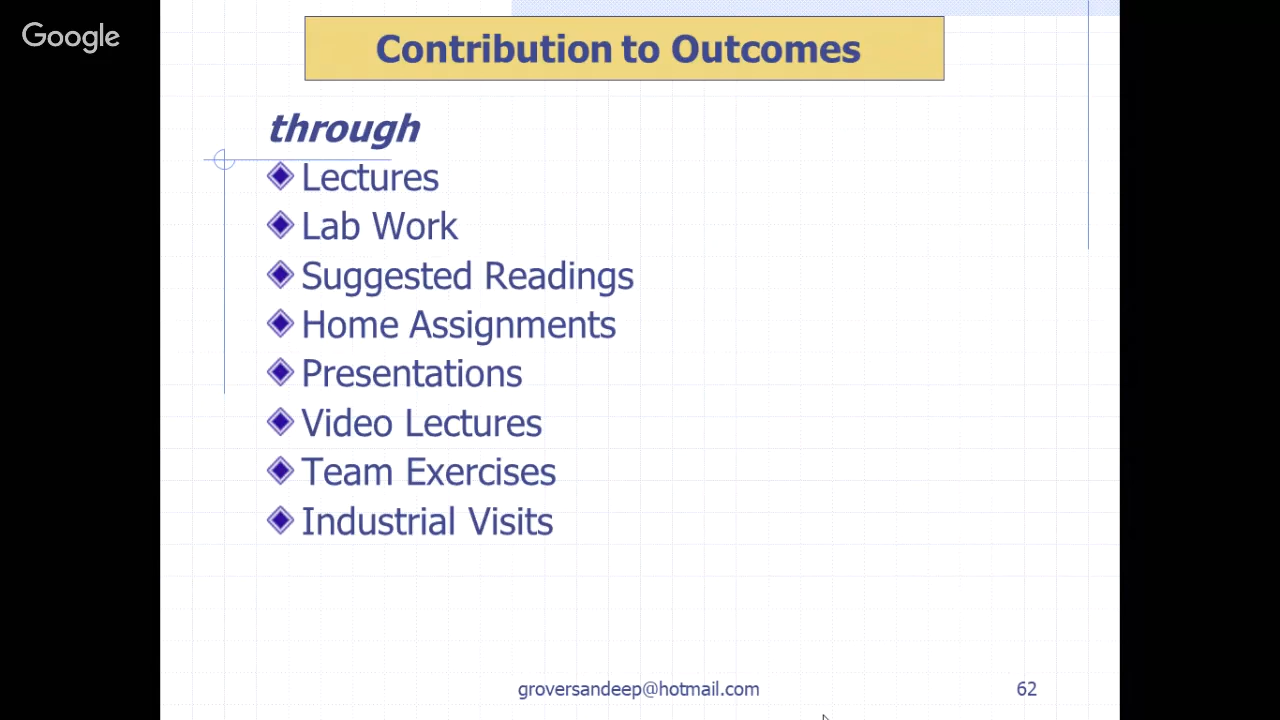 Google
Contribution to Outcomes
through
Lectures
Lab Work
Suggested Readings
Home Assignments
Presentations
Video Lectures
Team Exercises
Industrial Visits
groversandeep@hotmail.com
62